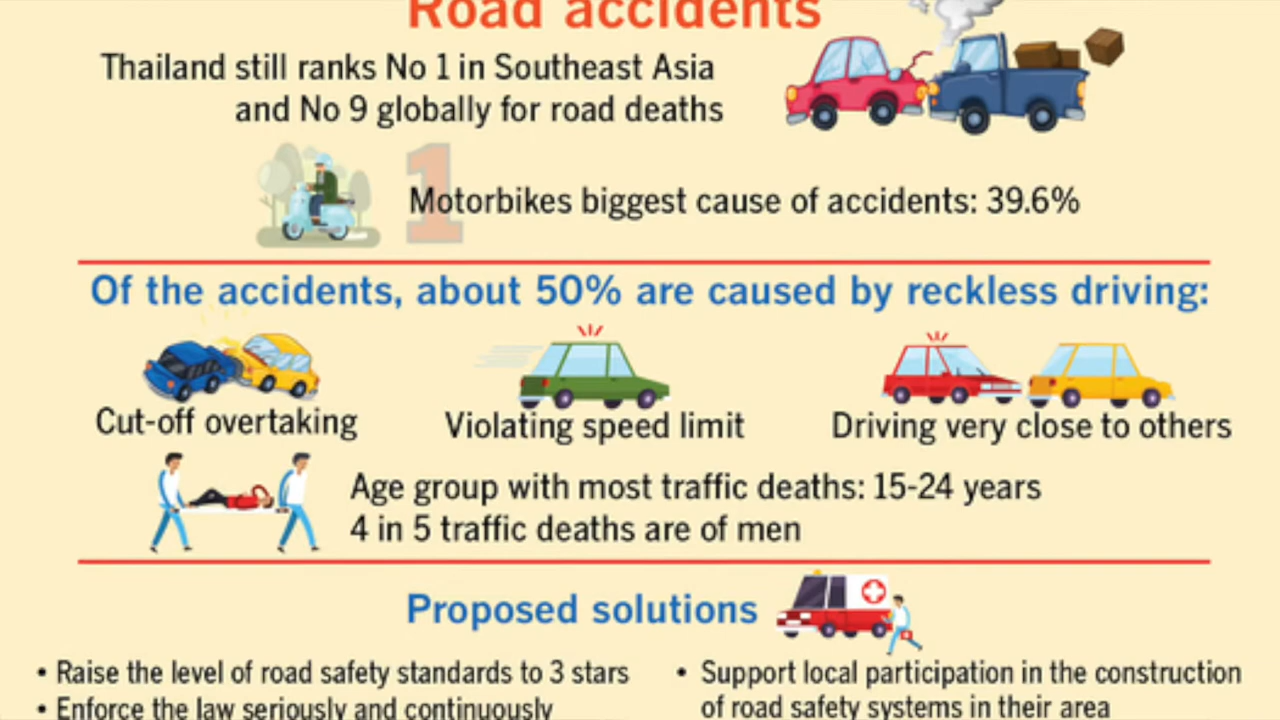 Road accidents
Thailand still ranks No 1 in Southeast Asia
and No 9 globally for road deaths
1
Motorbikes biggest cause of accidents: 39.6%
Of the accidents, about 50% are caused by reckless driving:
Cut-off overtaking
Violating speed limit
Driving very close to others
Age group with most traffic deaths: 15-24 years
4 in 5 traffic deaths are of men
Proposed solutions
• Raise the level of road safety standards to 3 stars
• Enforce the law seriously and continuously
• Support local participation in the construction
of road safety systems in their area